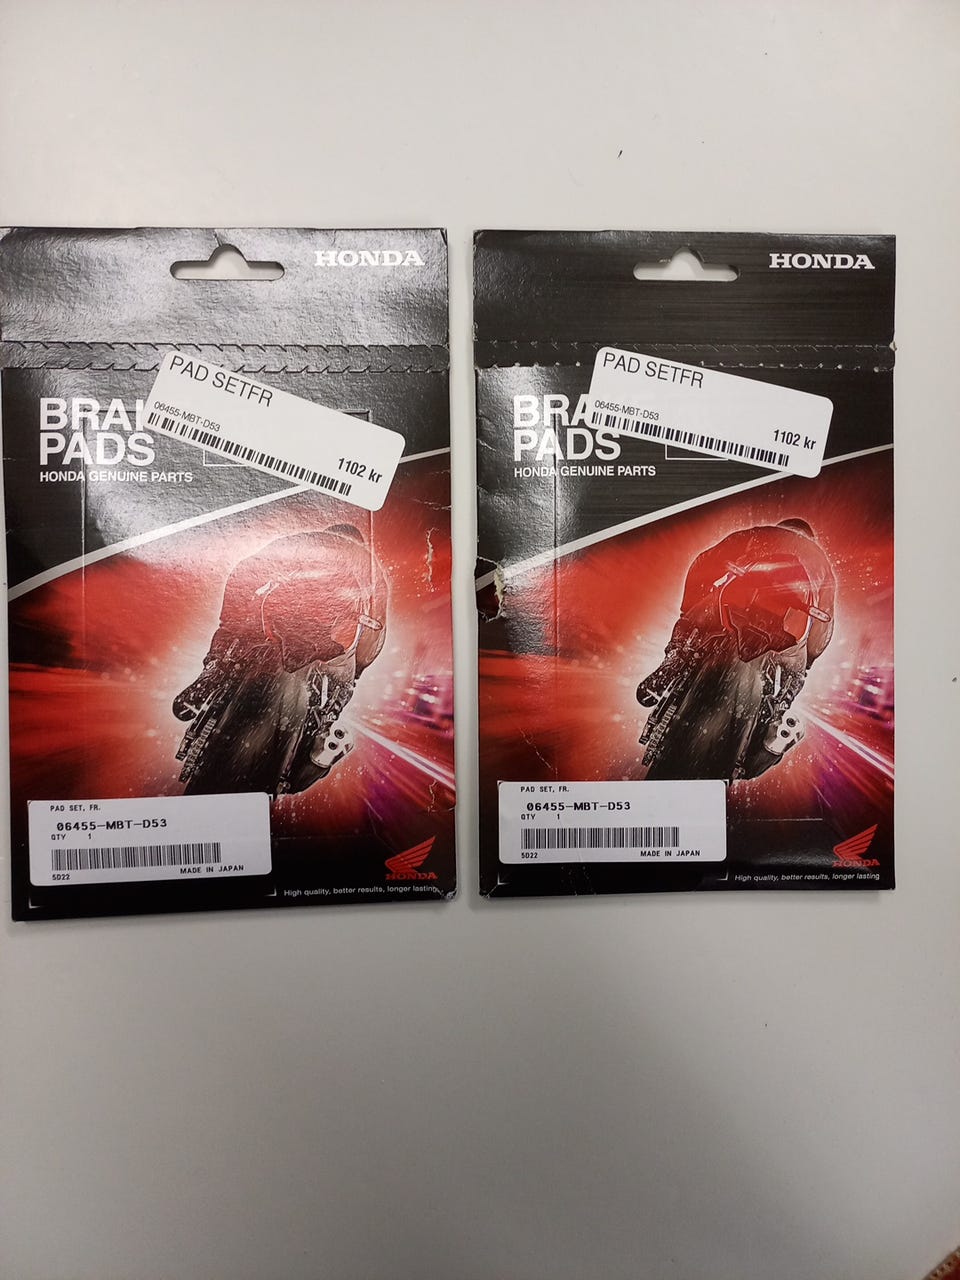 HONDA
PAD SETFR
06455-MBT-D53
1102 kr
BRA
PADS
HONDA GENUINE PARTS
PAD SET, FR.
06455-MBT-D53
QTY 1
5D22
MADE IN JAPAN
HONDA
High quality, better results, longer lasting.
HONDA
PAD SETFR
06455-MBT-D53
1102 kr
BRA
PADS
HONDA GENUINE PARTS
PAD SET, FR.
06455-MBT-D53
QTY 1
5D22
MADE IN JAPAN
HONDA
High quality, better results, longer lasting